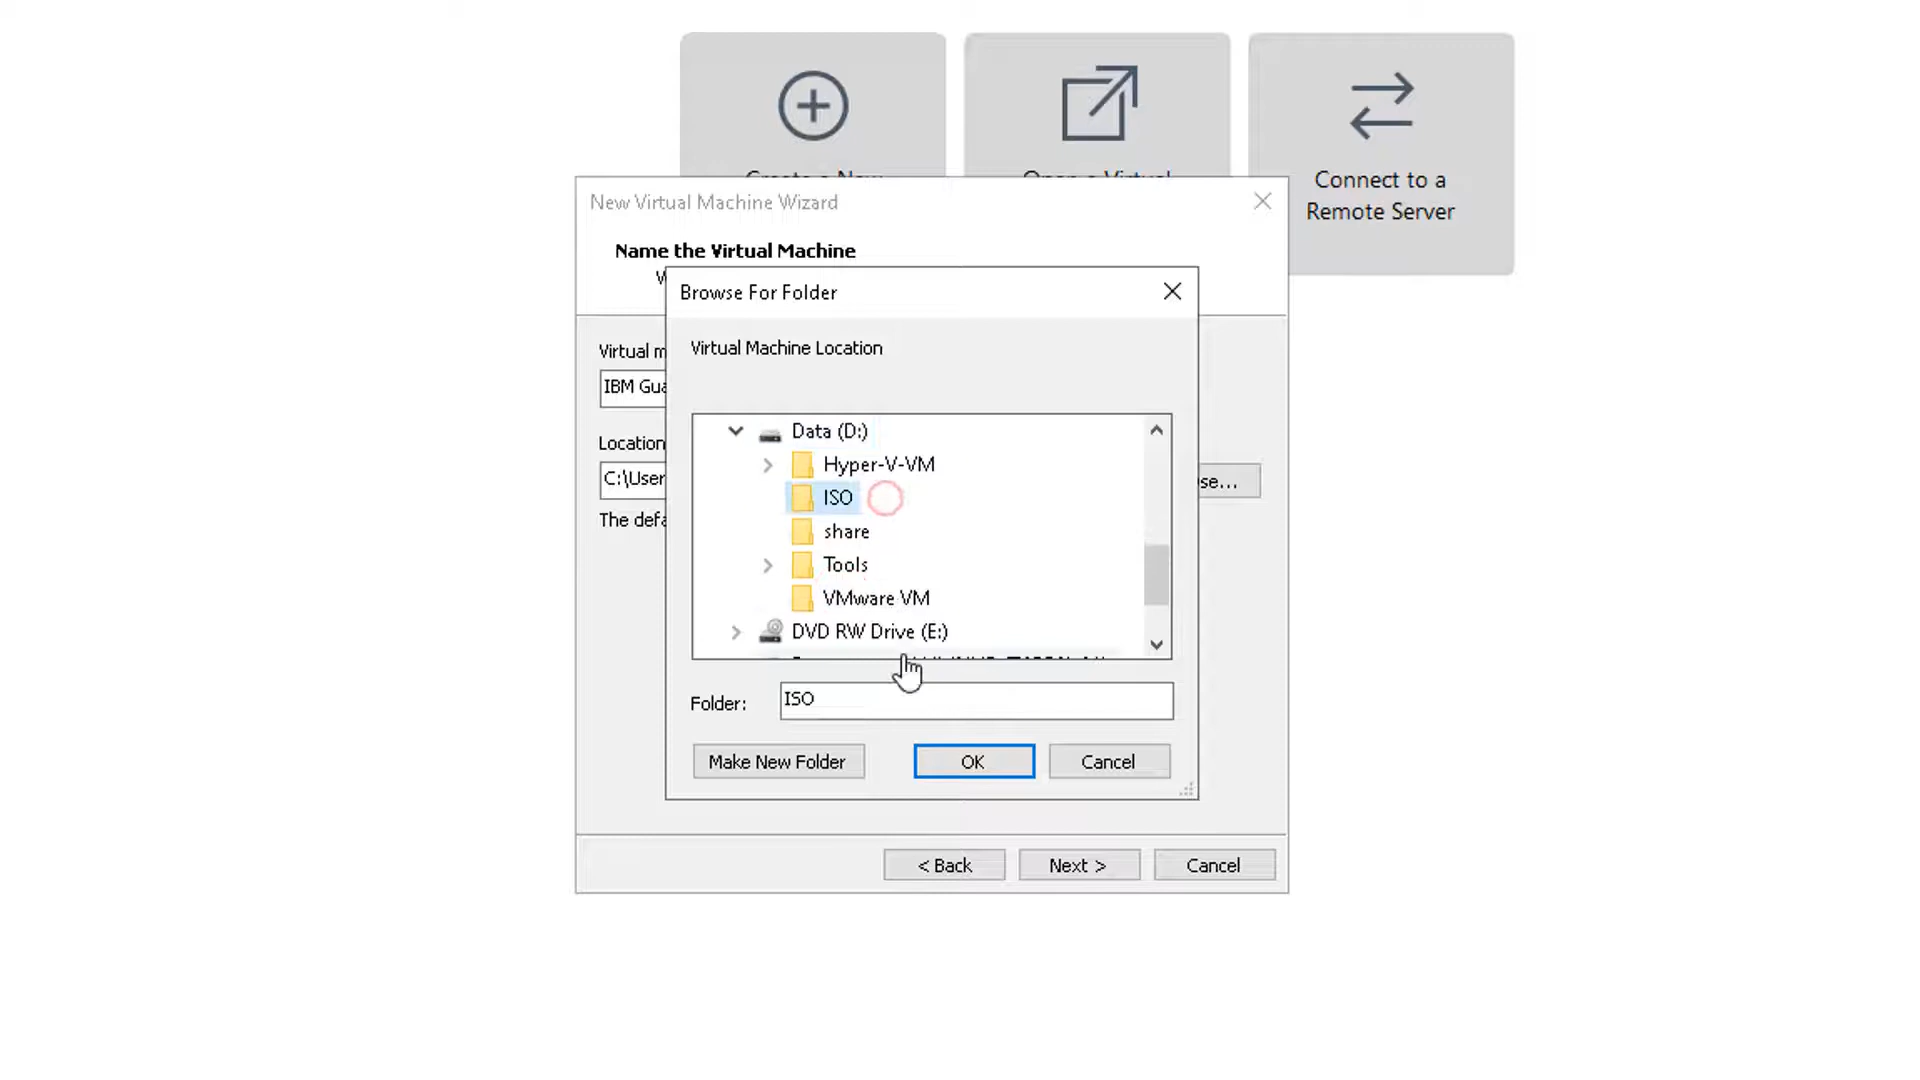 Connect to a
Remote Server
New Virtual Machine Wizard
Name the Virtual Machine
Browse For Folder
Virtual Machine Location
Virtual m
IBM Gua
Location
C:\User
se...
The defa
Data (D:)
Hyper-V-VM
ISO
share
Tools
VMware VM
DVD RW Drive (E:)
Folder:
ISO
Make New Folder
OK
Cancel
< Back
Next >
Cancel